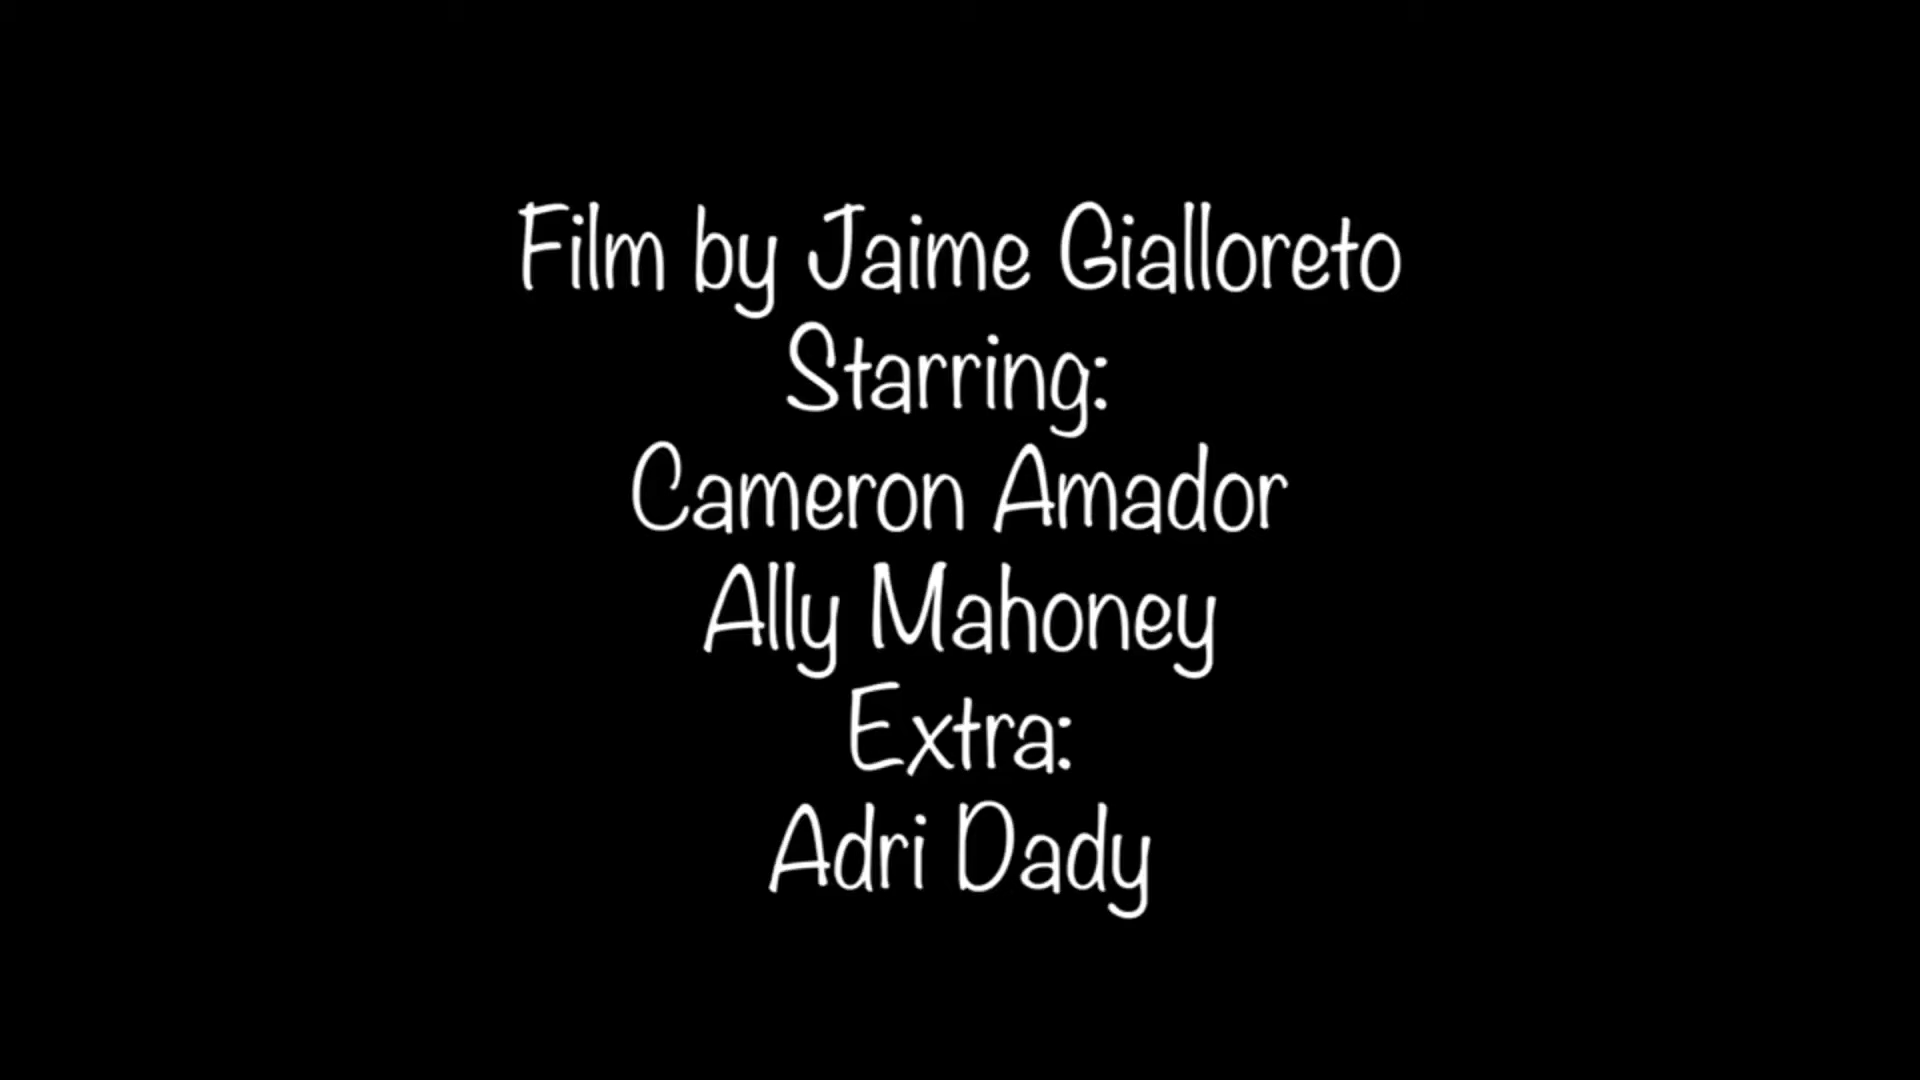 Film by Jaime Gialloreto
Starring:
Cameron Amador
Ally Mahoney
Extra:
Adri Dady